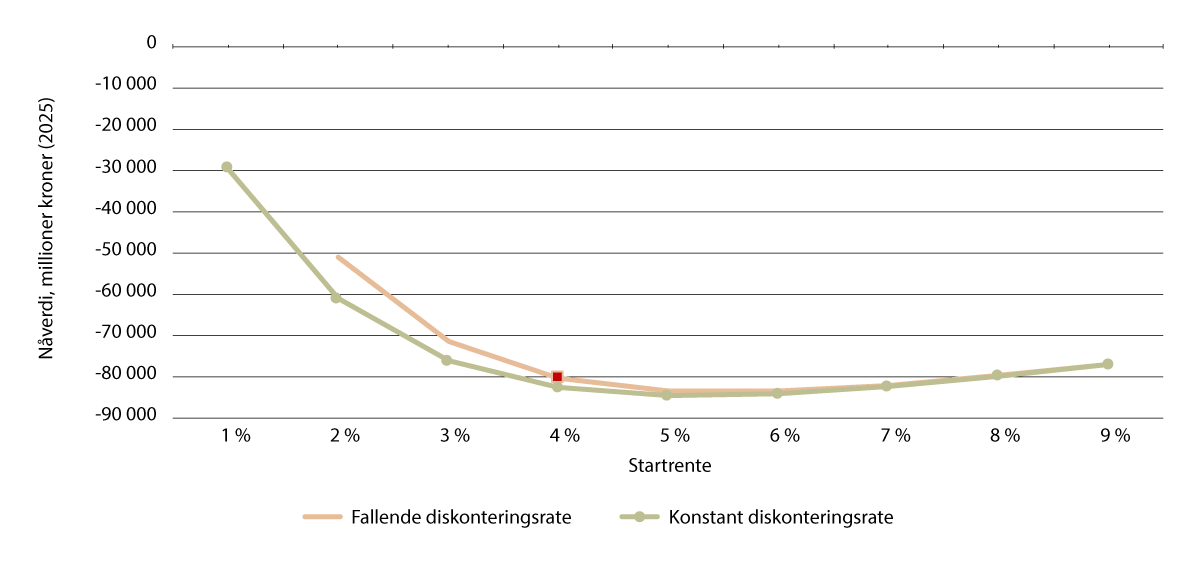 0
-10 000
-20 000
-30 000
-40 000
-50 000
-60 000
-70 000
-80 000
-90 000
Nåverdi, millioner kroner (2025)
1 % 2 % 3 % 4 % 5 % 6 % 7 % 8 % 9 %
Startrente
Fallende diskonteringsrate Konstant diskonteringsrate